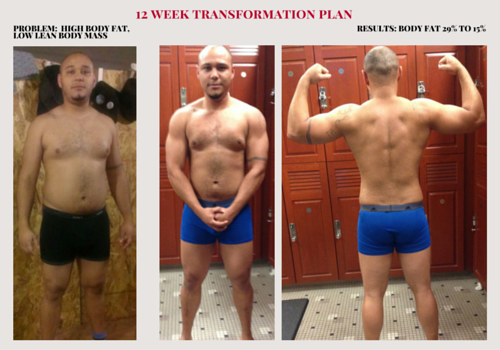 12 WEEK TRANSFORMATION PLAN
PROBLEM: HIGH BODY FAT,
LOW LEAN BODY MASS
RESULTS: BODY FAT 29% TO 15%